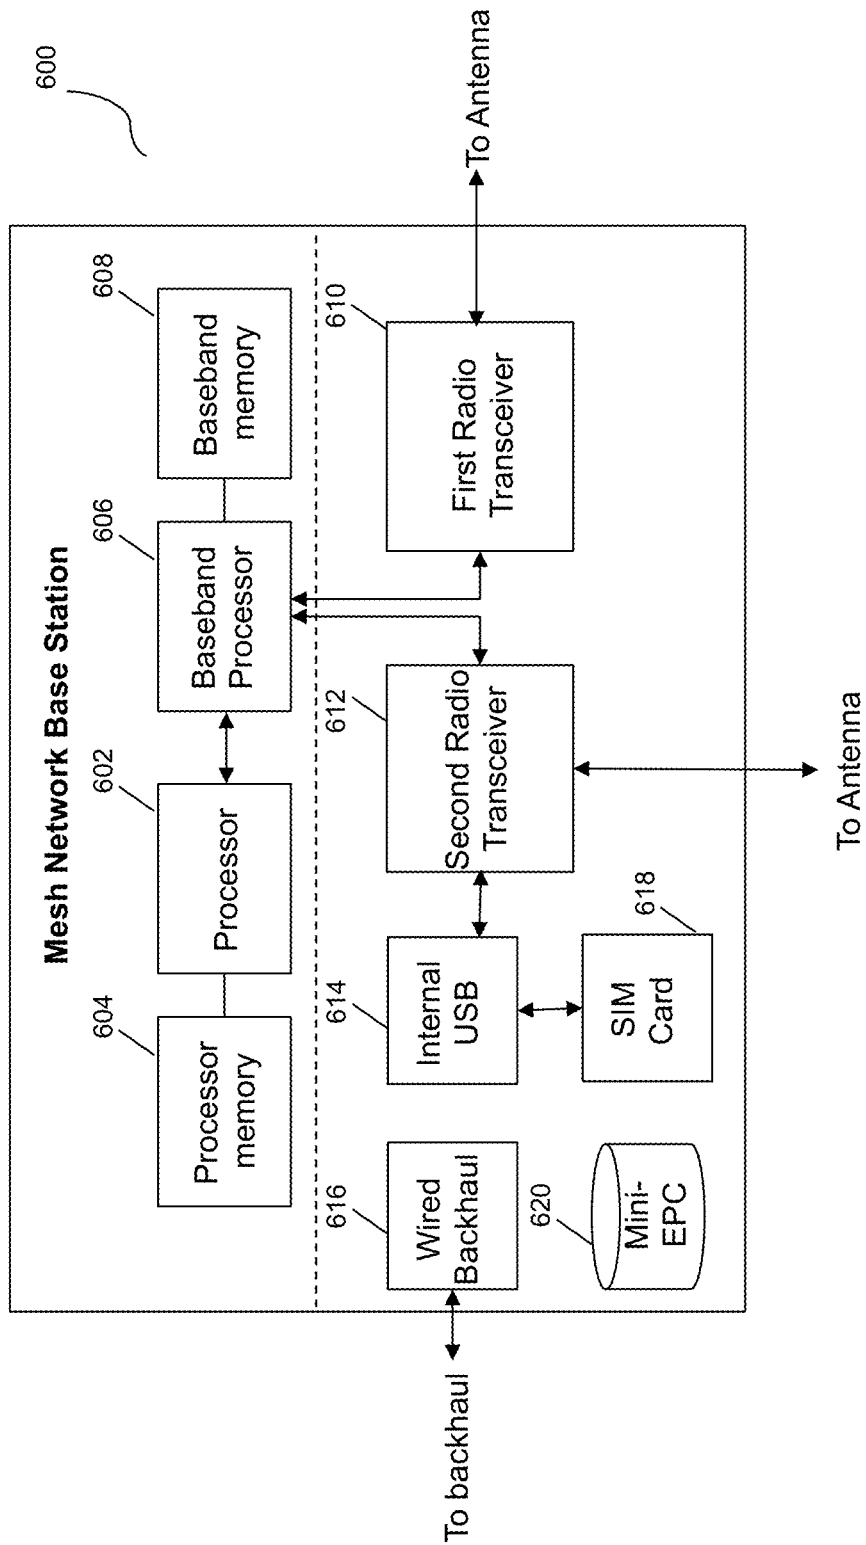 600
Mesh Network Base Station
604
602
606
608
Processor
memory
Processor
Baseband
Processor
Baseband
memory
616
614
612
610
Wired
Backhaul
Internal
USB
Second Radio
Transceiver
First Radio
Transceiver
To backhaul
To Antenna
620
618
Mini-
EPC
SIM
Card
To Antenna